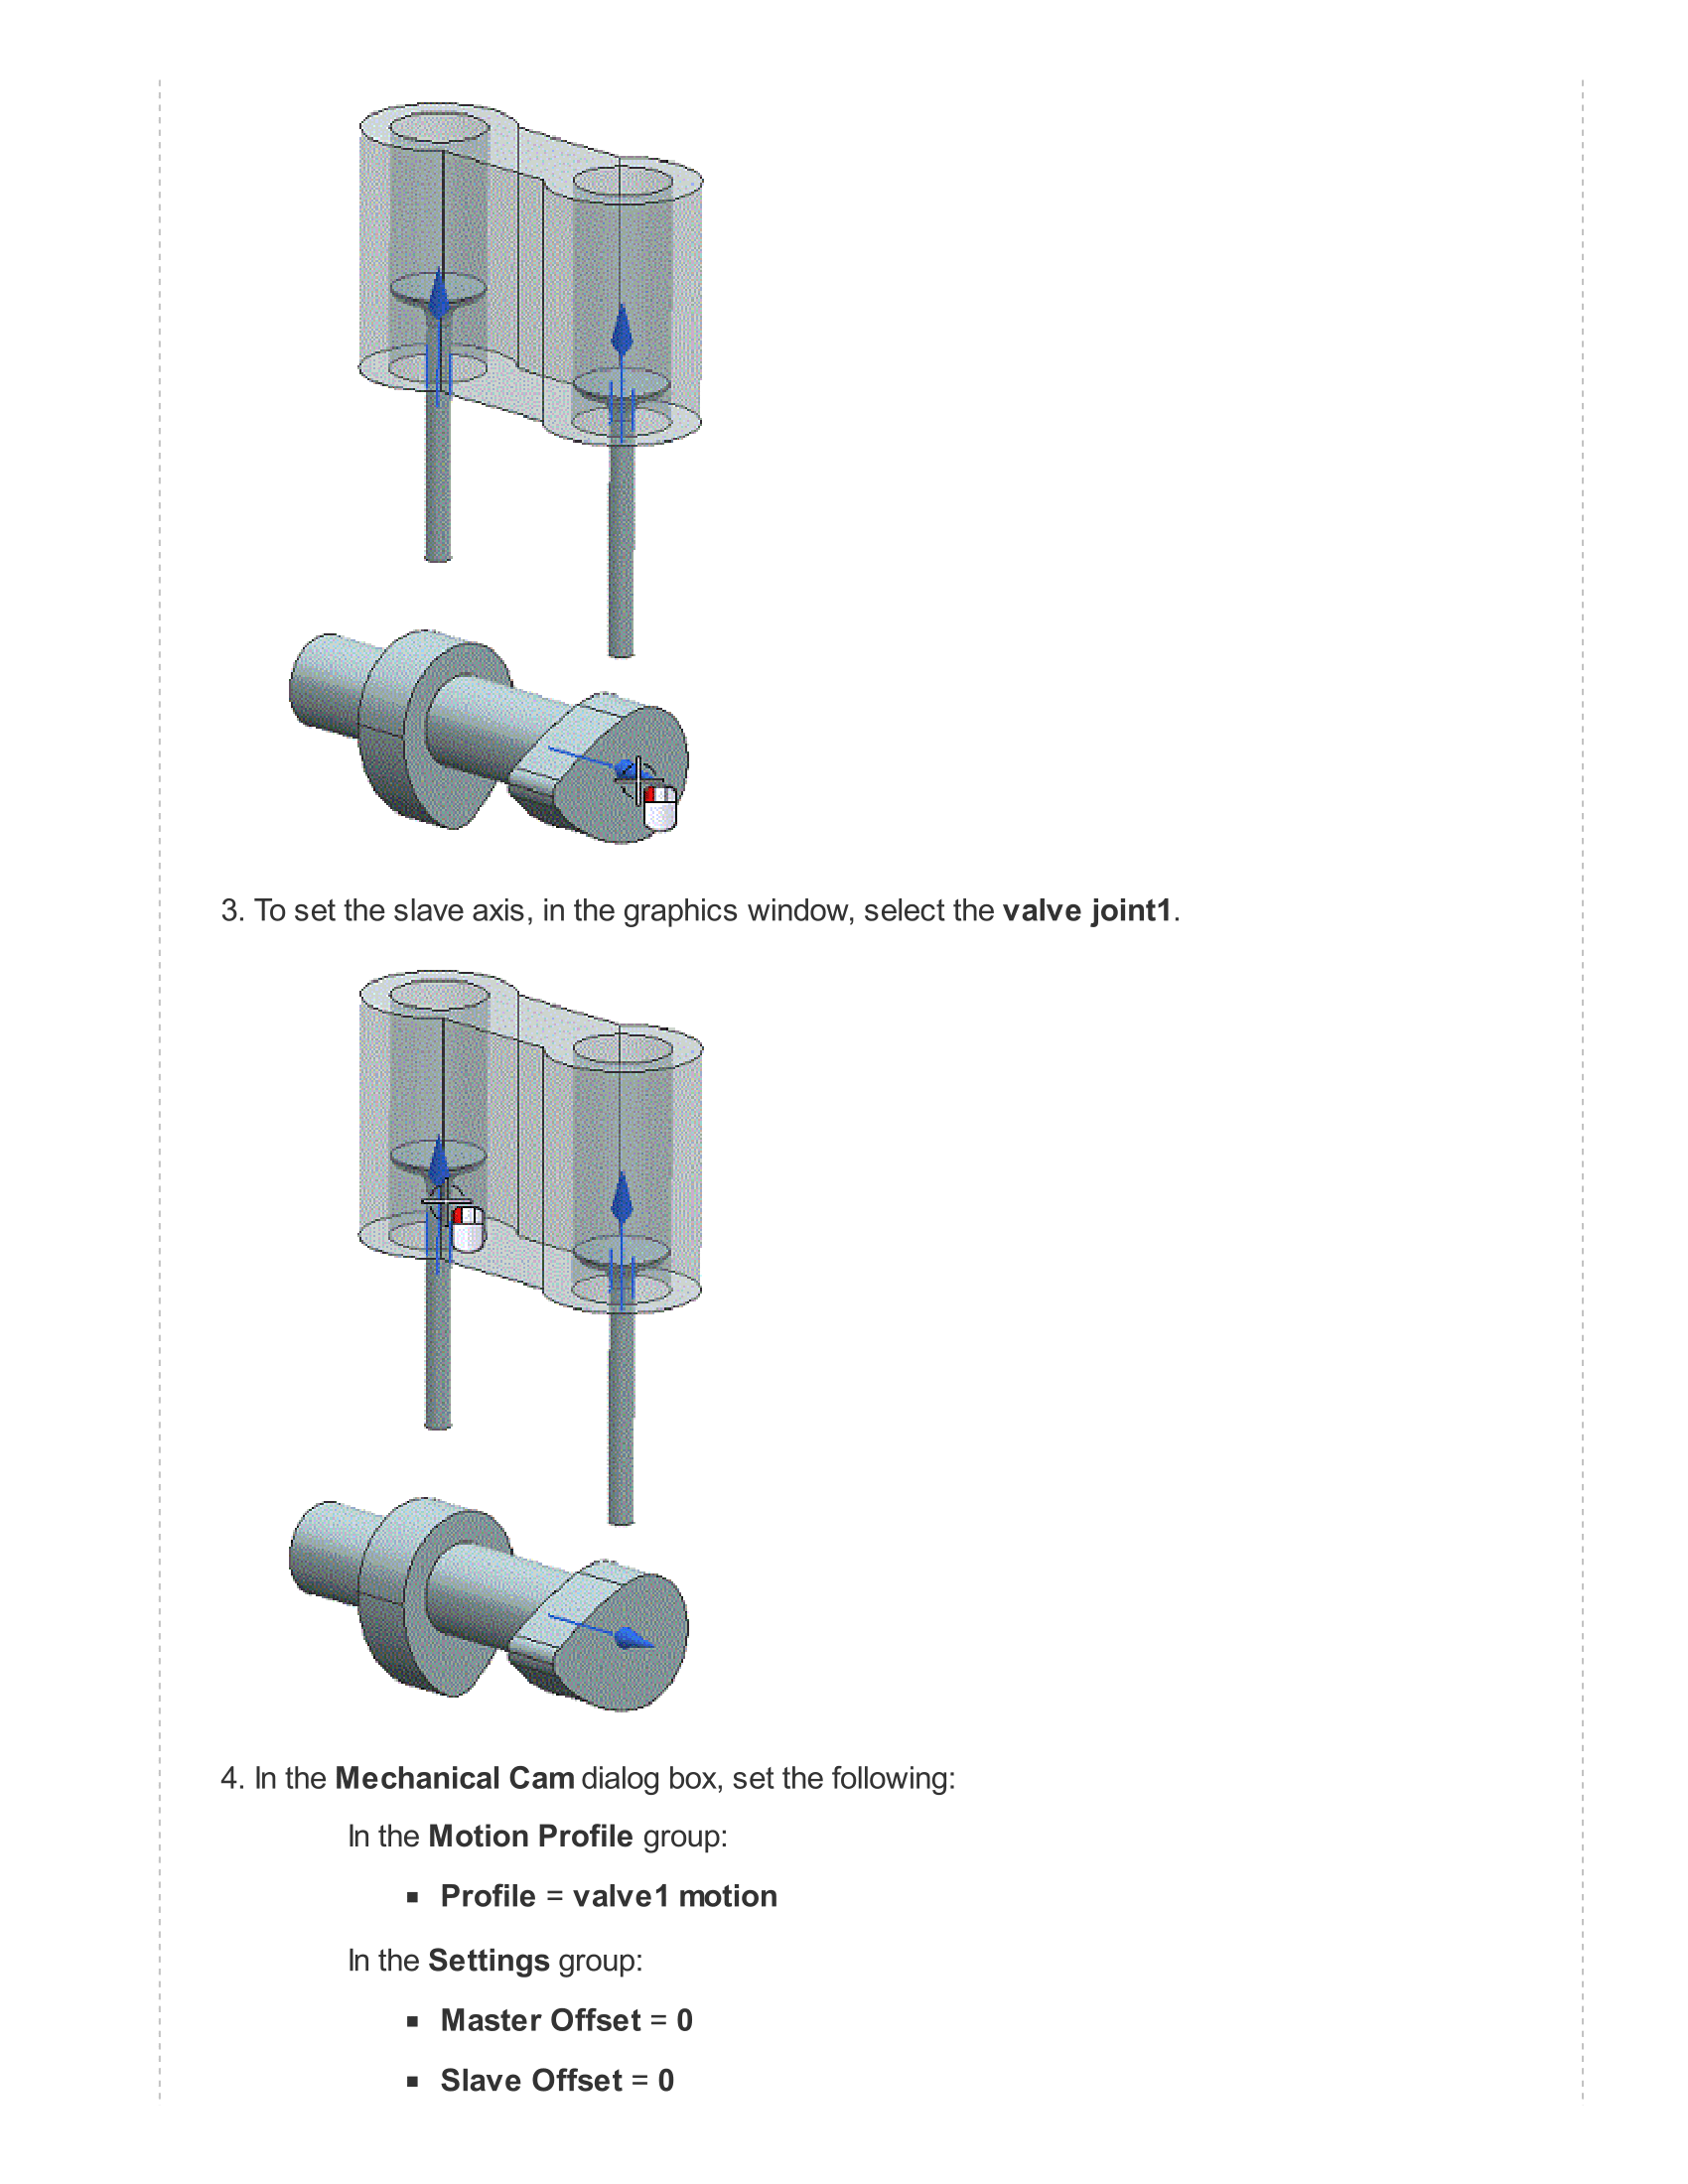 3. To set the slave axis, in the graphics window, select the valve joint1.
4. In the Mechanical Cam dialog box, set the following:
In the Motion Profile group:
▪ Profile = valve1 motion
In the Settings group:
▪ Master Offset = 0
▪ Slave Offset = 0